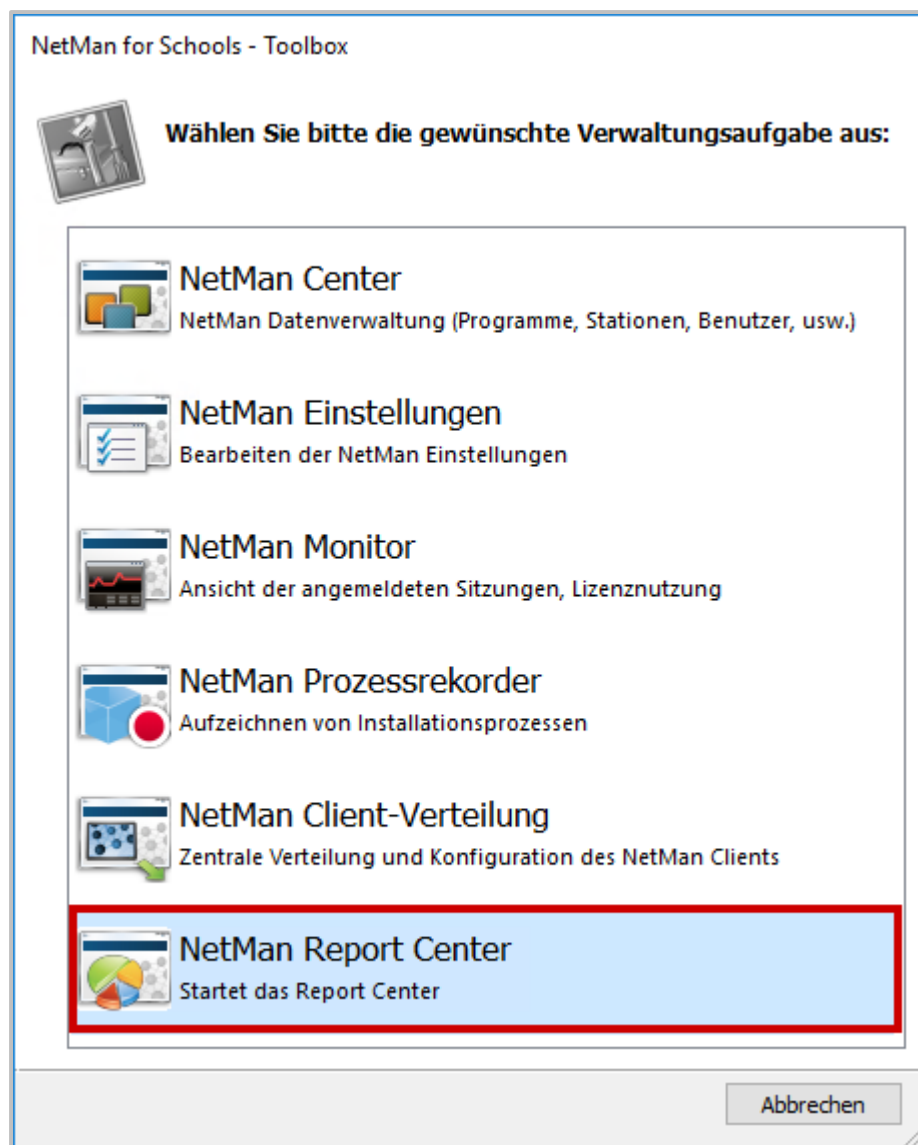 NetMan for Schools - Toolbox
Wählen Sie bitte die gewünschte Verwaltungsaufgabe aus:
NetMan Center
NetMan Datenverwaltung (Programme, Stationen, Benutzer, usw.)
NetMan Einstellungen
Bearbeiten der NetMan Einstellungen
NetMan Monitor
Ansicht der angemeldeten Sitzungen, Lizenznutzung
NetMan Prozessrekorder
Aufzeichnen von Installationsprozessen
NetMan Client-Verteilung
Zentrale Verteilung und Konfiguration des NetMan Clients
NetMan Report Center
Startet das Report Center
Abbrechen